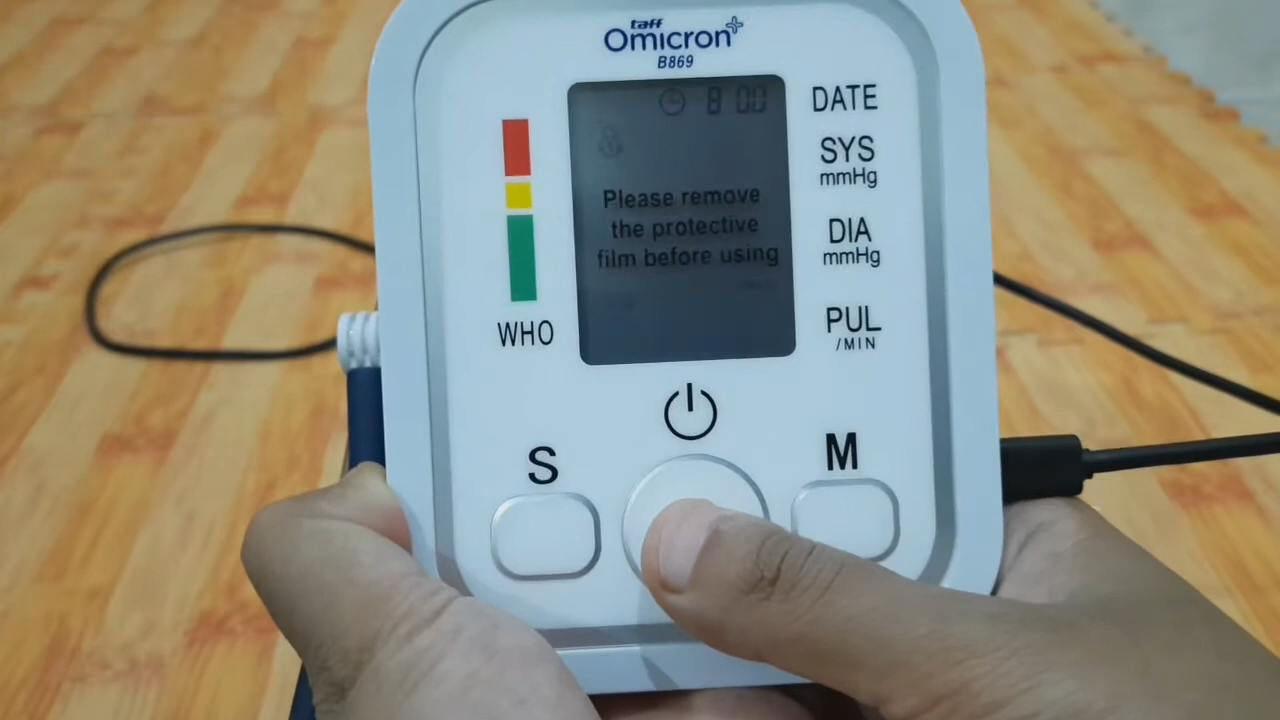 taff
Omicron
B869
8 00
Please remove
the protective
film before using
DATE
SYS
mmHg
DIA
mmHg
PUL
/MIN
WHO
S
M